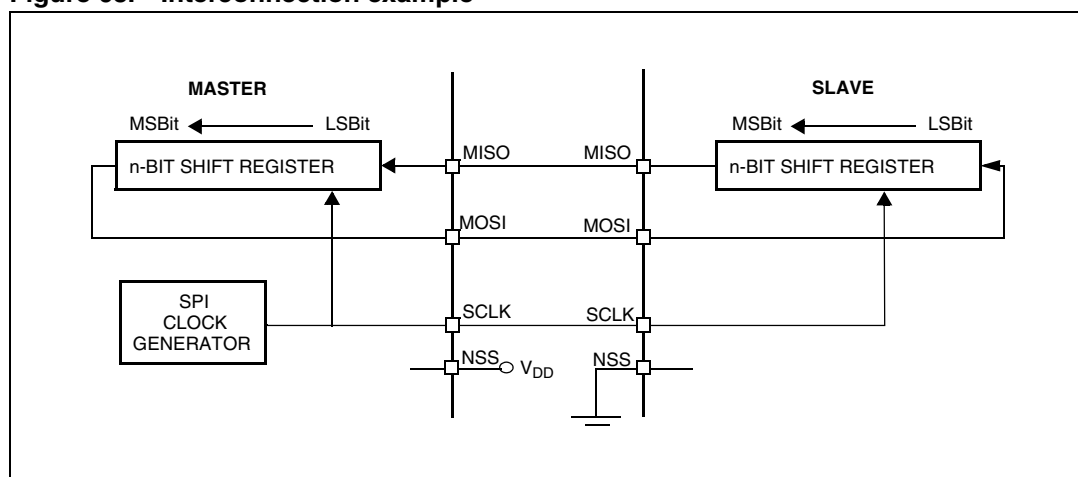 Figure Interconnection example
MASTER
SLAVE
MSBit LSBit
MSBit LSBit
n-BIT SHIFT REGISTER
MISO
MISO
n-BIT SHIFT REGISTER
MOSI
MOSI
SPI
CLOCK
GENERATOR
SCLK
SCLK
NSS
VDD
NSS